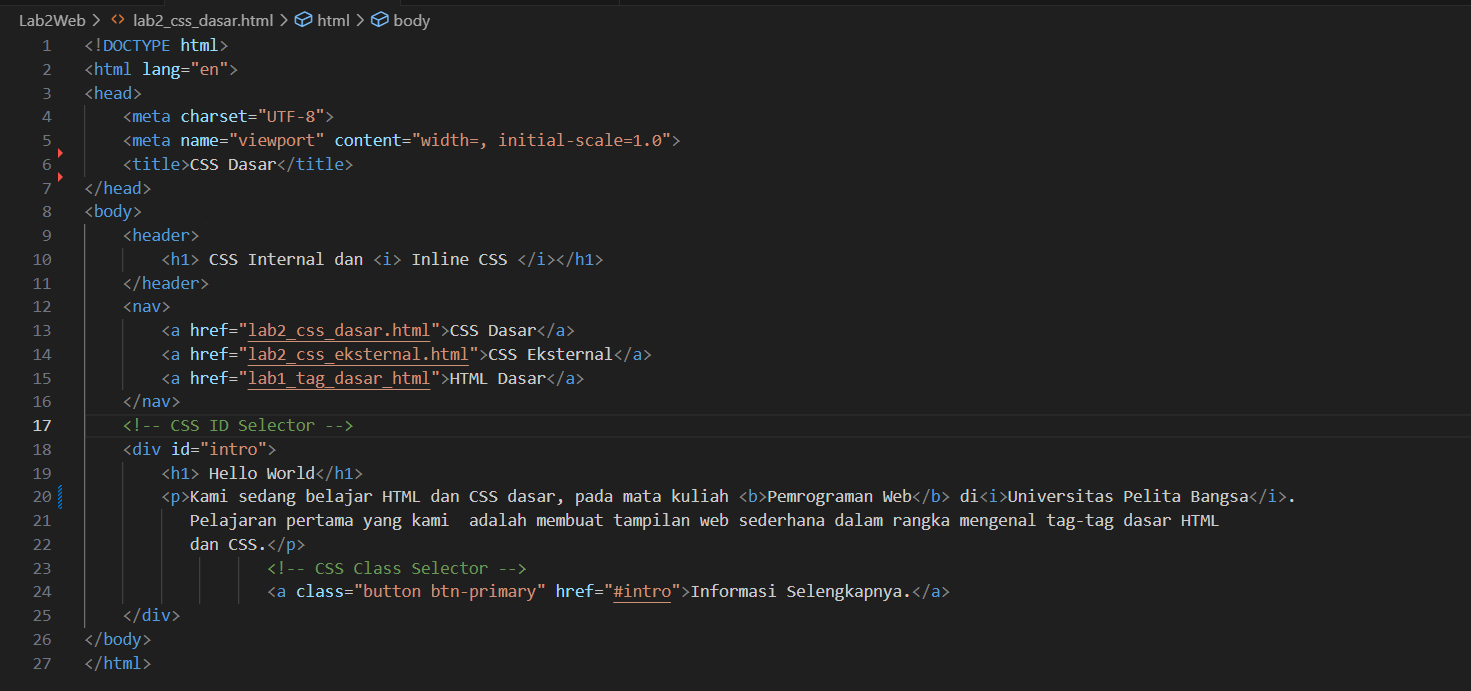 Lab2Web > <> lab2_css_dasar.html > html > body
1 <!DOCTYPE html>
2 <html lang="en">
3 <head>
4     <meta charset="UTF-8">
5     <meta name="viewport" content="width=, initial-scale=1.0">
6     <title>CSS Dasar</title>
7 </head>
8 <body>
9     <header>
10         <h1> CSS Internal dan <i> Inline CSS </i></h1>
11     </header>
12     <nav>
13         <a href="lab2_css_dasar.html">CSS Dasar</a>
14         <a href="lab2_css_eksternal.html">CSS Eksternal</a>
15         <a href="lab1_tag_dasar_html">HTML Dasar</a>
16     </nav>
17     <!-- CSS ID Selector -->
18     <div id="intro">
19         <h1> Hello World</h1>
20         <p>Kami sedang belajar HTML dan CSS dasar, pada mata kuliah <b>Pemrograman Web</b> di<i>Universitas Pelita Bangsa</i>.
21            Pelajaran pertama yang kami  adalah membuat tampilan web sederhana dalam rangka mengenal tag-tag dasar HTML
22            dan CSS.</p>
23                    <!-- CSS Class Selector -->
24                    <a class="button btn-primary" href="#intro">Informasi Selengkapnya.</a>
25     </div>
26 </body>
27 </html>